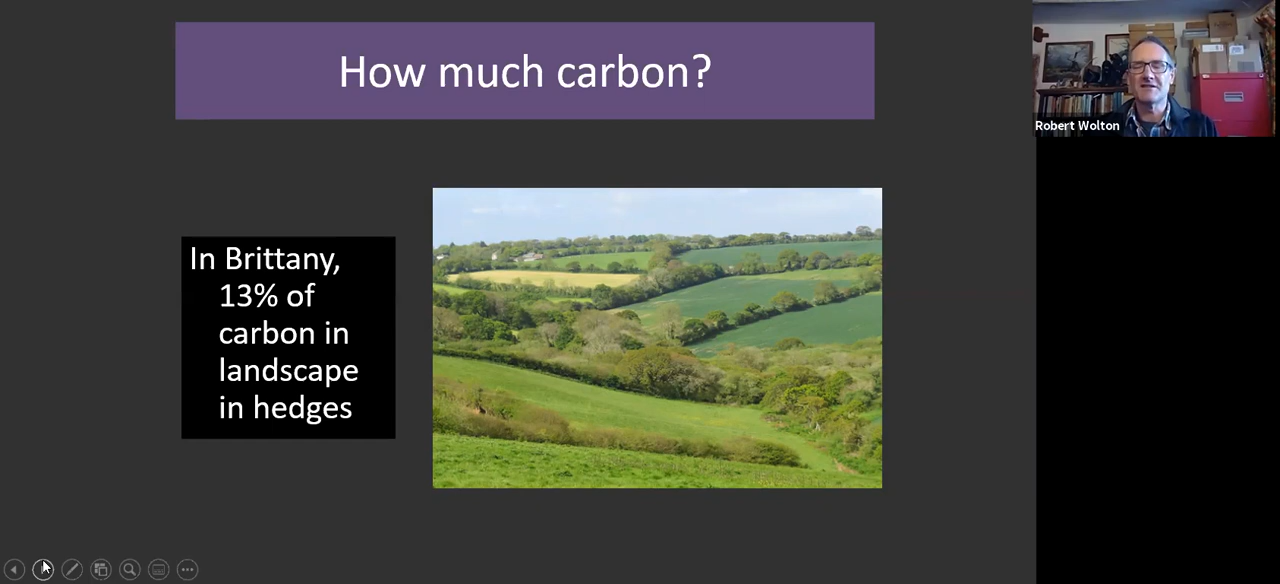 How much carbon?
Robert Wolton
In Brittany,
13% of
carbon in
landscape
in hedges